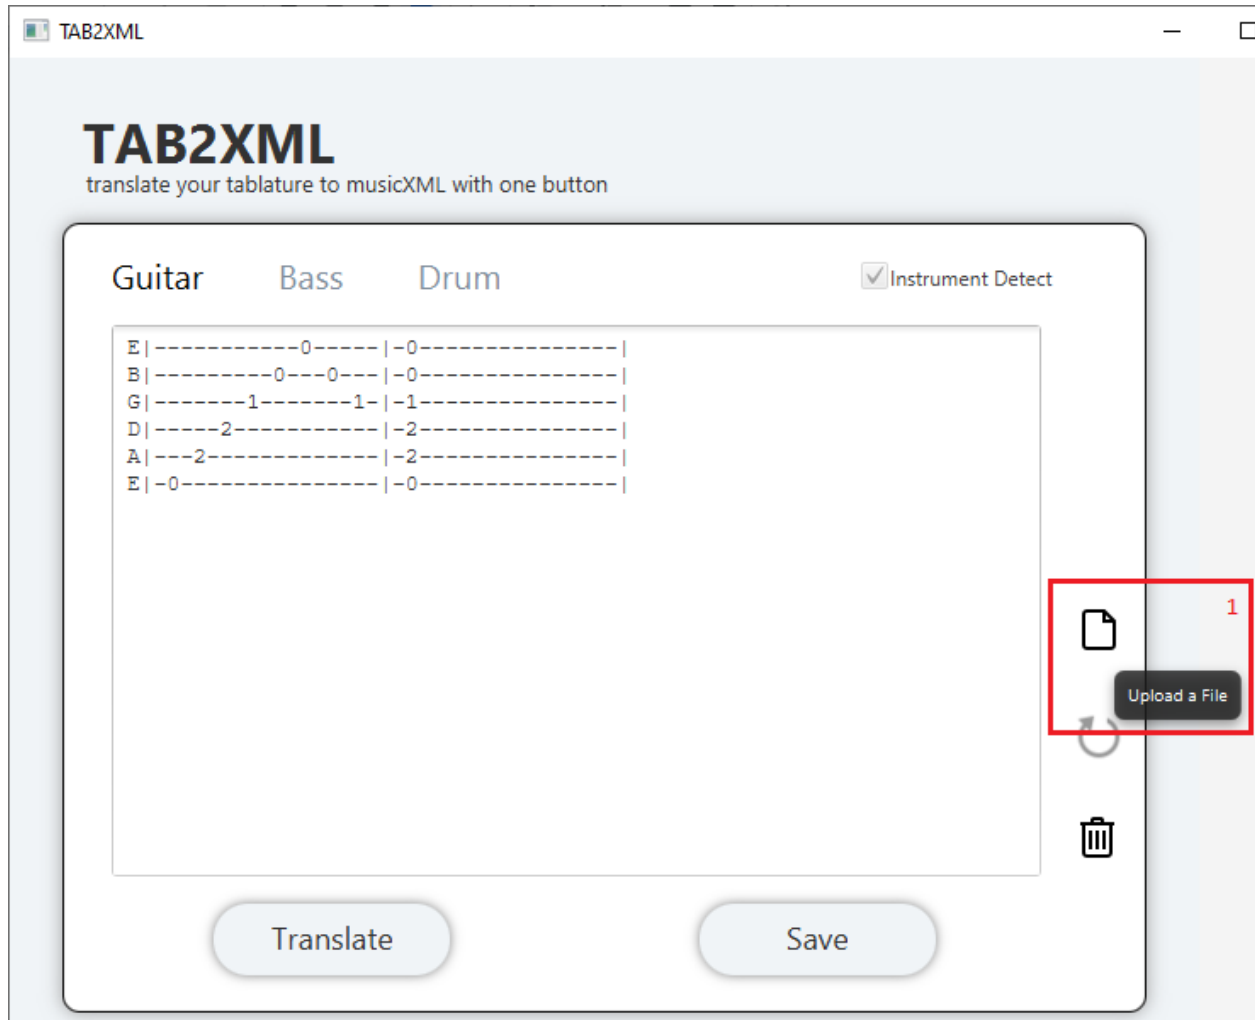 TAB2XML
TAB2XML
translate your tablature to musicXML with one button
Guitar Bass Drum Instrument Detect
E|-----------0-----|-0---------------|
B|---------0---0---|-0---------------|
G|-------1-------1-|-1---------------|
D|-----2-----------|-2---------------|
A|---2-------------|-2---------------|
E|-0---------------|-0---------------|
1
Upload a File
Translate Save